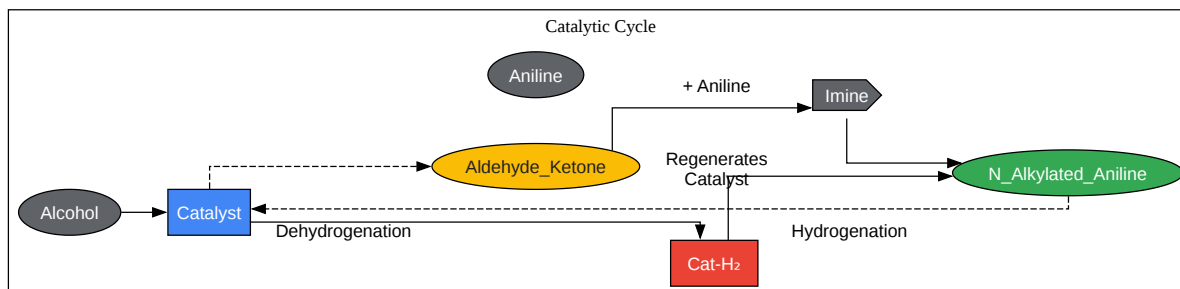 Catalytic Cycle
Aniline
+ Aniline
Imine
Aldehyde_Ketone
Regenerates
Catalyst
N_Alkylated_Aniline
Alcohol
Catalyst
Dehydrogenation
Hydrogenation
Cat-H₂